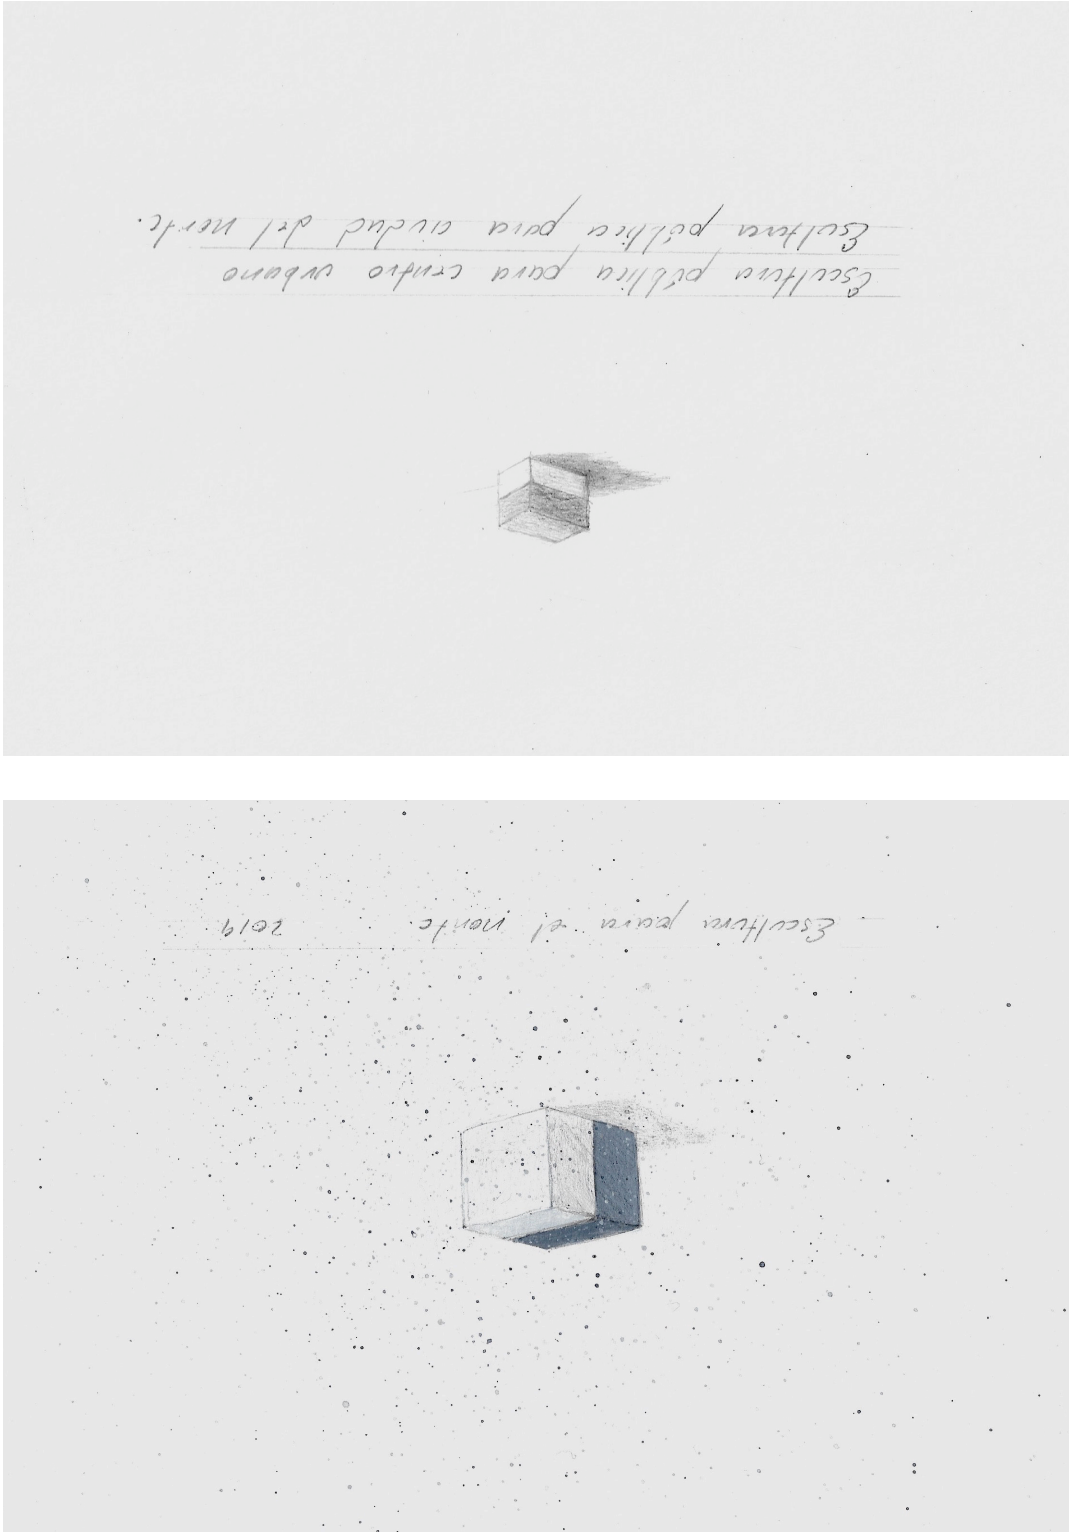 Escultura para el norte. 2019
Escultura pública para centro urbano
Escultura pública para ciudad del norte.